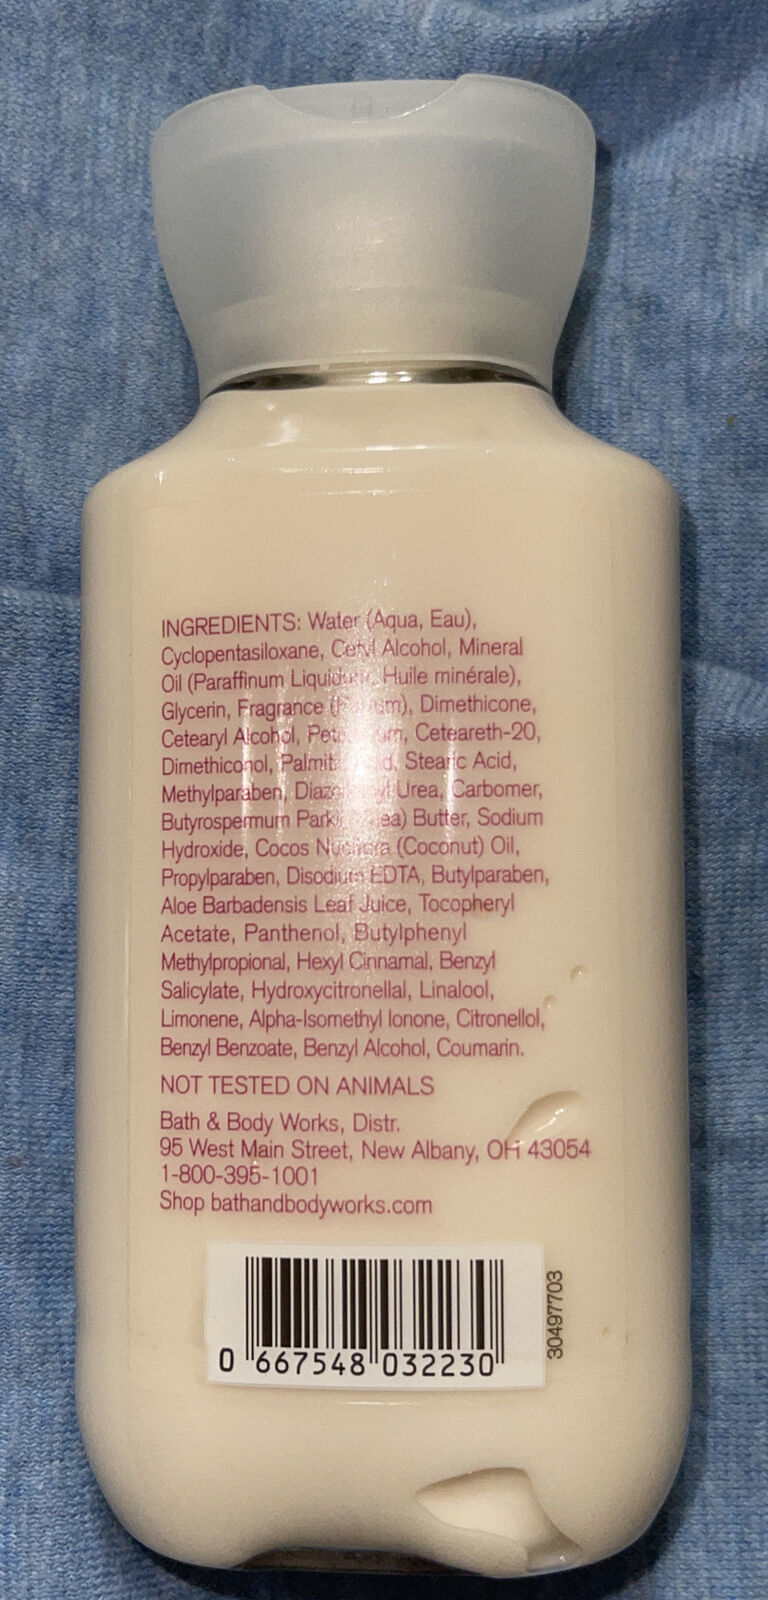 INGREDIENTS: Water (Aqua, Eau),
Cyclopentasiloxane, Cetyl Alcohol, Mineral
Oil (Paraffinum Liquidum, Huile minérale),
Glycerin, Fragrance (Parfum), Dimethicone,
Cetearyl Alcohol, Petrolatum, Ceteareth-20,
Dimethiconol, Palmitic Acid, Stearic Acid,
Methylparaben, Diazolidinyl Urea, Carbomer,
Butyrospermum Parkii (Shea) Butter, Sodium
Hydroxide, Cocos Nucifera (Coconut) Oil,
Propylparaben, Disodium EDTA, Butylparaben,
Aloe Barbadensis Leaf Juice, Tocopheryl
Acetate, Panthenol, Butylphenyl
Methylpropional, Hexyl Cinnamal, Benzyl
Salicylate, Hydroxycitronellal, Linalool,
Limonene, Alpha-Isomethyl Ionone, Citronellol,
Benzyl Benzoate, Benzyl Alcohol, Coumarin.
NOT TESTED ON ANIMALS
Bath & Body Works, Distr.
95 West Main Street, New Albany, OH 43054
1-800-395-1001
Shop bathandbodyworks.com
0 667548 032230
30497703